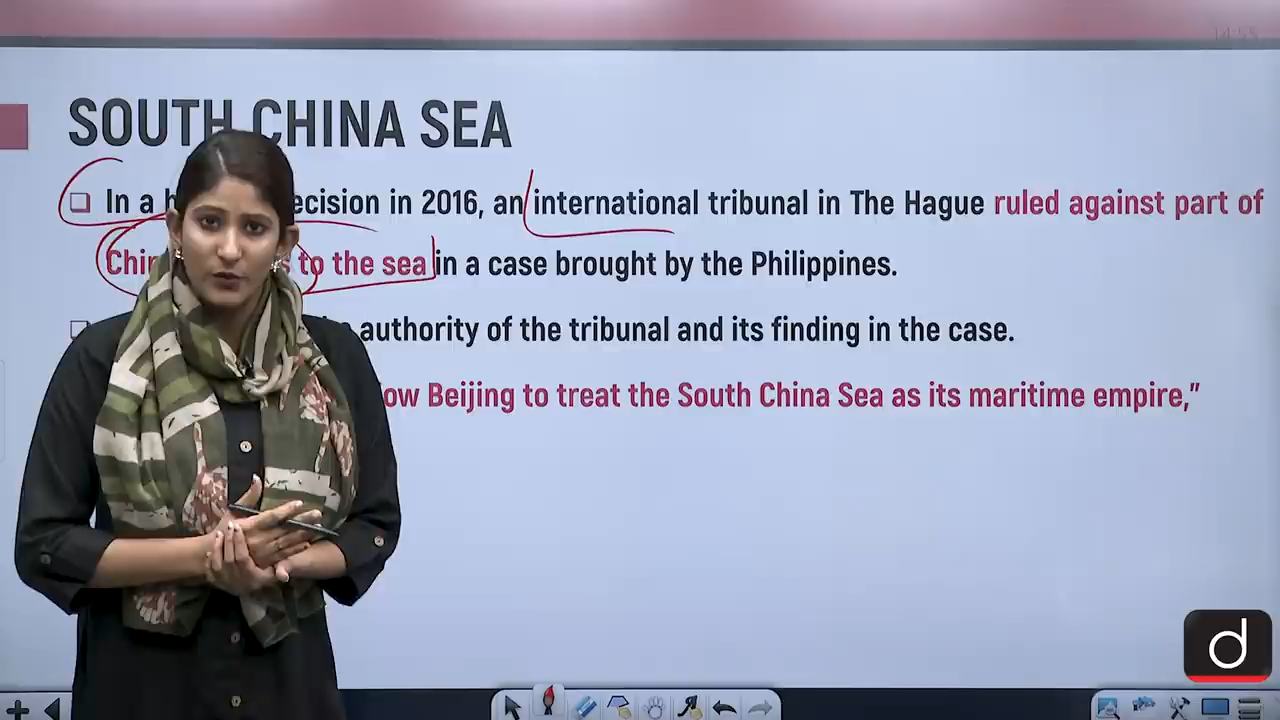 14:55
SOUTH CHINA SEA
In a h ecision in 2016, an international tribunal in The Hague ruled against part of
Chin s to the sea in a case brought by the Philippines.
authority of the tribunal and its finding in the case.
ow Beijing to treat the South China Sea as its maritime empire,”
d